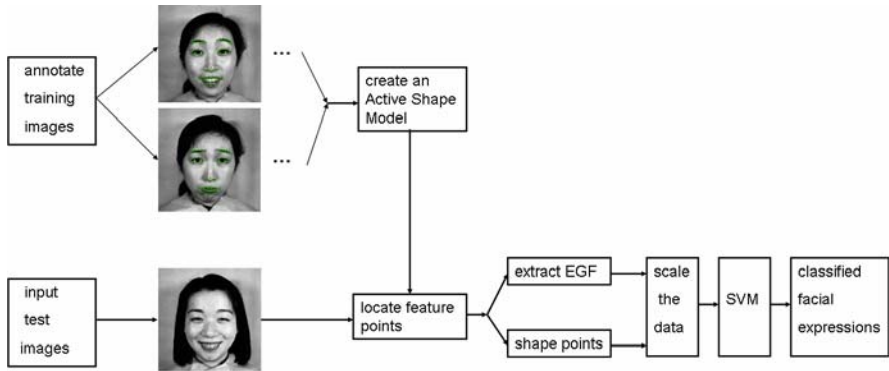 annotate
training
images
...
...
create an
Active Shape
Model
input
test
images
locate feature
points
extract EGF
shape points
scale
the
data
SVM
classified
facial
expressions